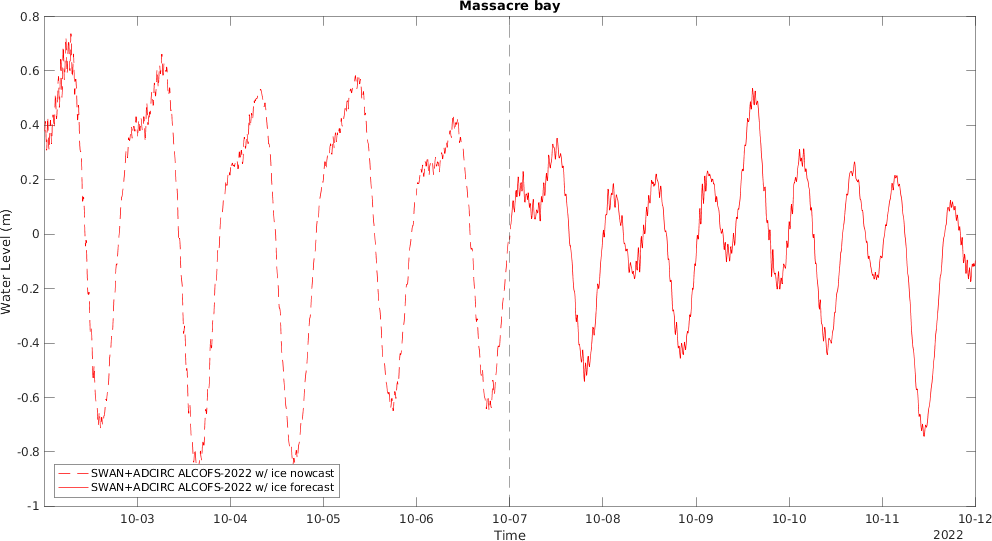 Massacre bay
0.8
0.6
0.4
0.2
0
-0.2
-0.4
-0.6
-0.8
-1
Water Level (m)
SWAN+ADCIRC ALCOFS-2022 w/ ice nowcast
SWAN+ADCIRC ALCOFS-2022 w/ ice forecast
10-03 10-04 10-05 10-06 10-07 10-08 10-09 10-10 10-11 10-12
Time
2022